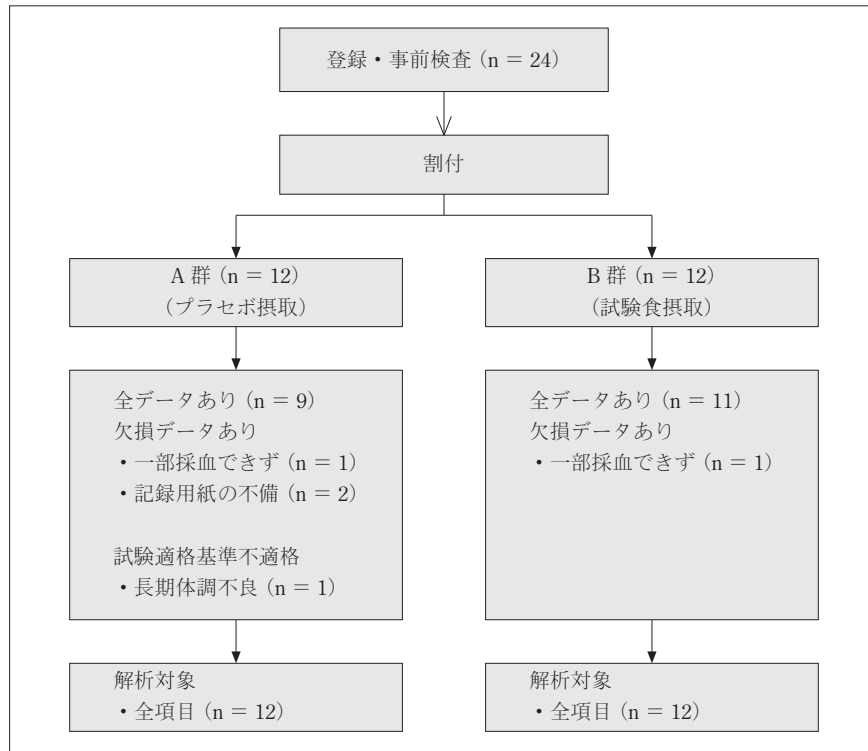 登録・事前検査 (n = 24)
割付
A 群 (n = 12)
(プラセボ摂取)
B 群 (n = 12)
(試験食摂取)
全データあり (n = 9)
欠損データあり
・一部採血できず (n = 1)
・記録用紙の不備 (n = 2)
試験適格基準不適格
・長期体調不良 (n = 1)
全データあり (n = 11)
欠損データあり
・一部採血できず (n = 1)
解析対象
・全項目 (n = 12)
解析対象
・全項目 (n = 12)